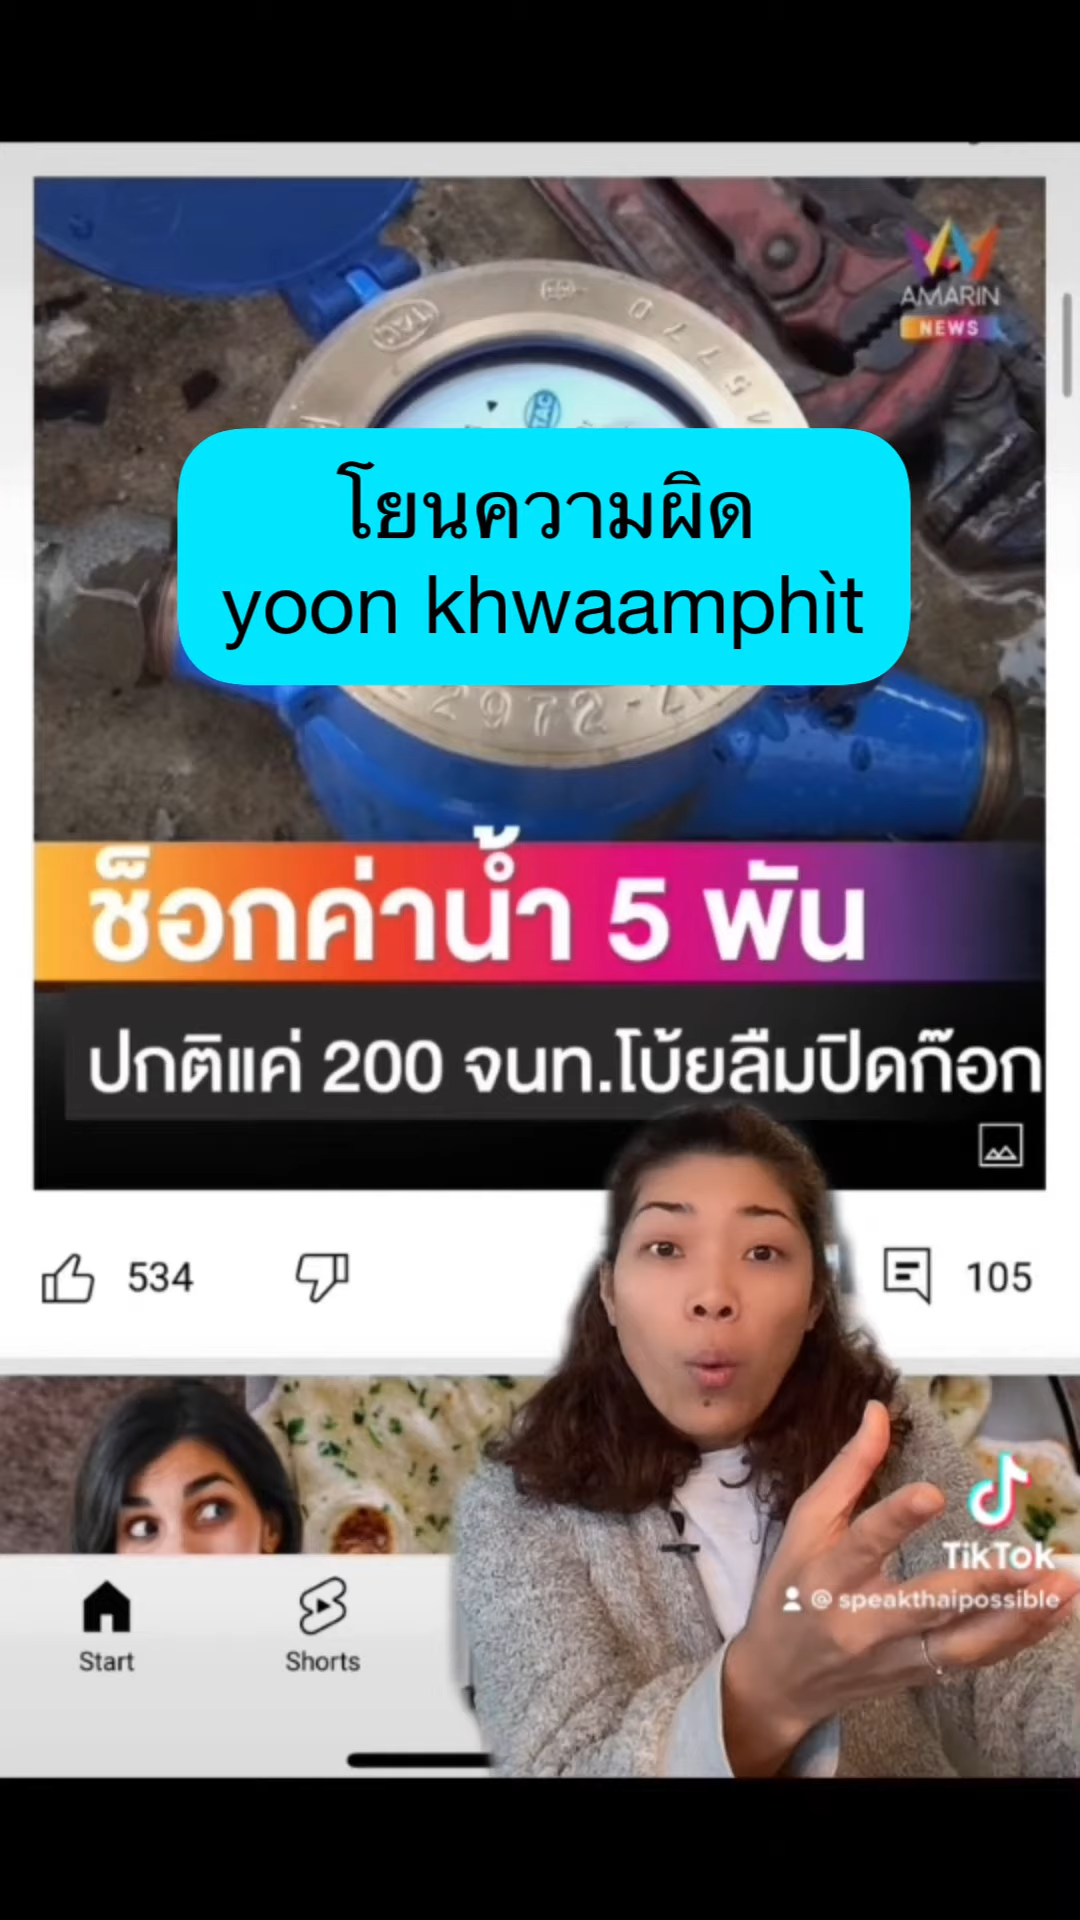 AMARIN
NEWS
TAC
TAC
โยนความผิด
yoon khwaamphìt
ช็อกค่าน้ำ 5 พัน
ปกติแค่ 200 จนท.โบ้ยลืมปิดก๊อก
534
105
TikTok
@speakthaipossible
Start
Shorts